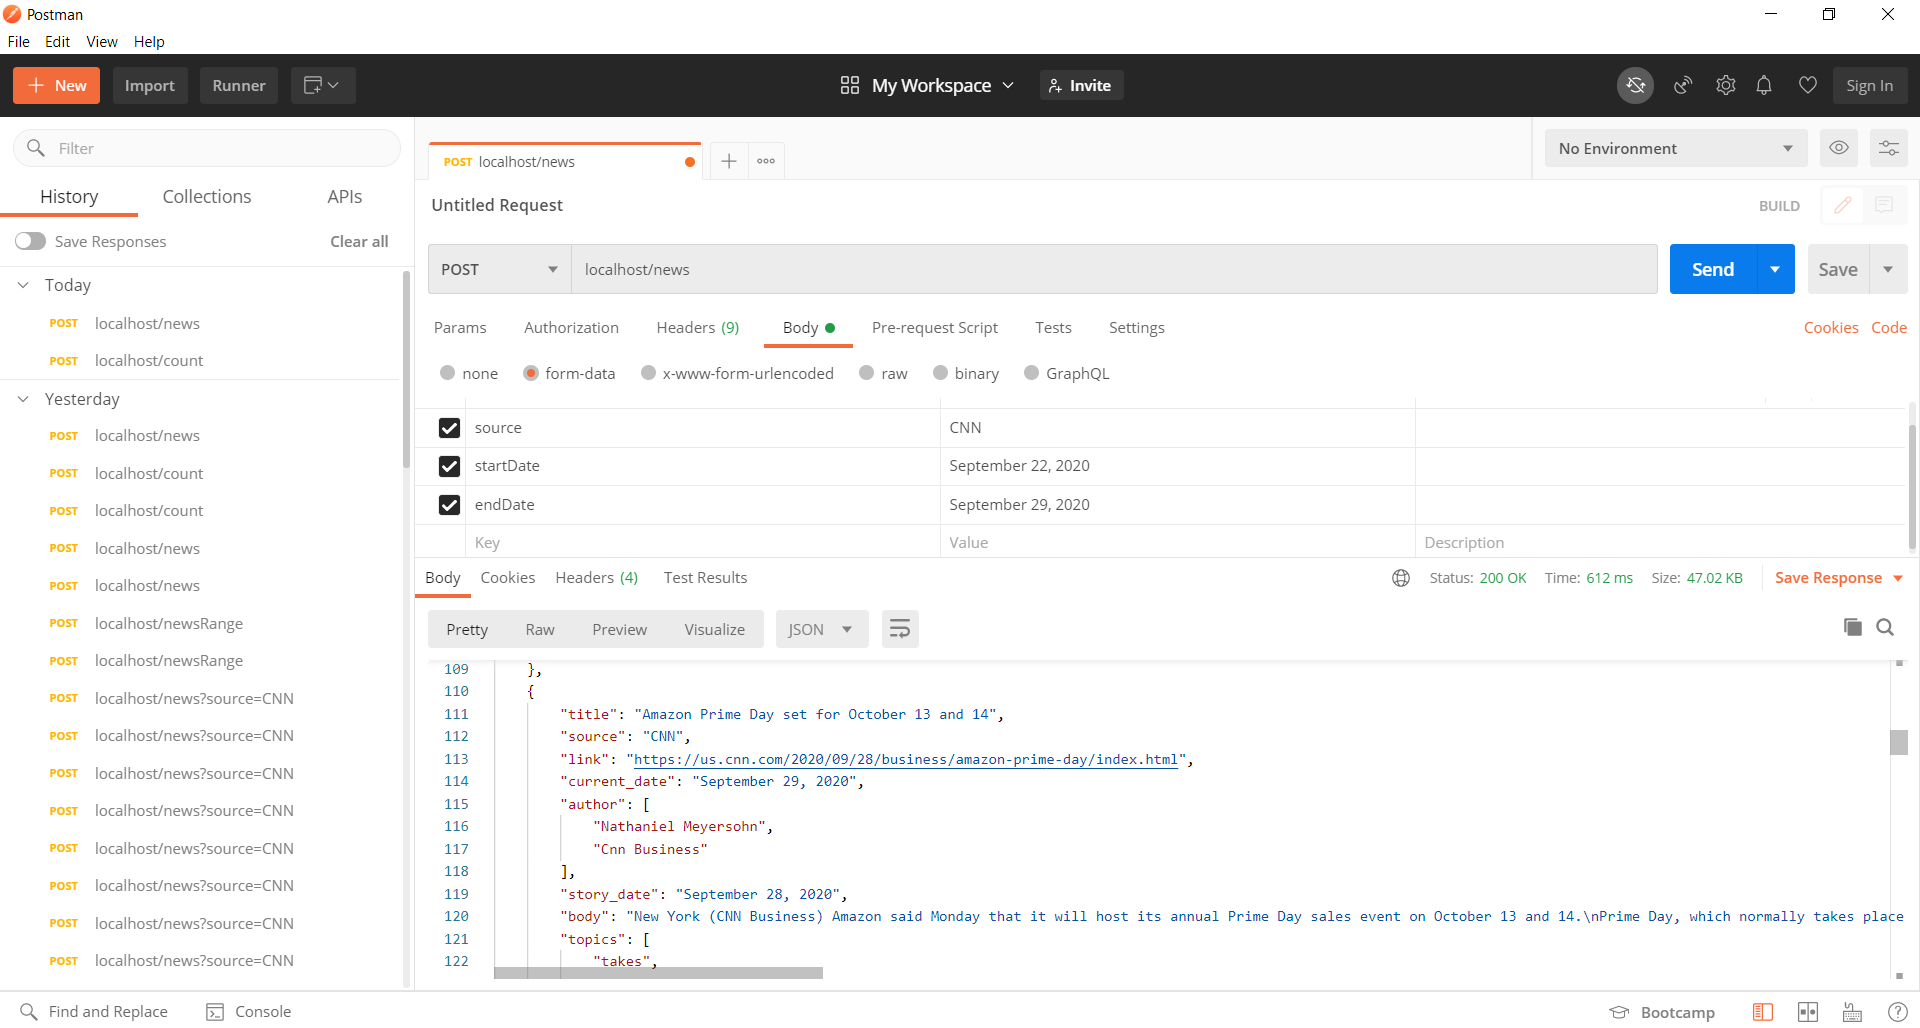 Postman
File Edit View Help
New Import Runner My Workspace Invite Sign In
Filter
History Collections APIs
Save Responses Clear all
Today
POST localhost/news
POST localhost/count
Yesterday
POST localhost/news
POST localhost/count
POST localhost/count
POST localhost/news
POST localhost/news
POST localhost/newsRange
POST localhost/newsRange
POST localhost/news?source=CNN
POST localhost/news?source=CNN
POST localhost/news?source=CNN
POST localhost/news?source=CNN
POST localhost/news?source=CNN
POST localhost/news?source=CNN
POST localhost/news?source=CNN
POST localhost/news?source=CNN
POST localhost/news
No Environment
Untitled Request BUILD
POST localhost/news Send Save
Params Authorization Headers (9) Body Pre-request Script Tests Settings Cookies Code
none form-data x-www-form-urlencoded raw binary GraphQL
source CNN
startDate September 22, 2020
endDate September 29, 2020
Key Value Description
Body Cookies Headers (4) Test Results Status: 200 OK Time: 612 ms Size: 47.02 KB Save Response
Pretty Raw Preview Visualize JSON
109 },
110 {
111 "title": "Amazon Prime Day set for October 13 and 14",
112 "source": "CNN",
113 "link": "https://us.cnn.com/2020/09/28/business/amazon-prime-day/index.html",
114 "current_date": "September 29, 2020",
115 "author": [
116 "Nathaniel Meyersohn",
117 "Cnn Business"
118 ],
119 "story_date": "September 28, 2020",
120 "body": "New York (CNN Business) Amazon said Monday that it will host its annual Prime Day sales event on October 13 and 14.\nPrime Day, which normally takes place
121 "topics": [
122 "takes",
Find and Replace Console Bootcamp